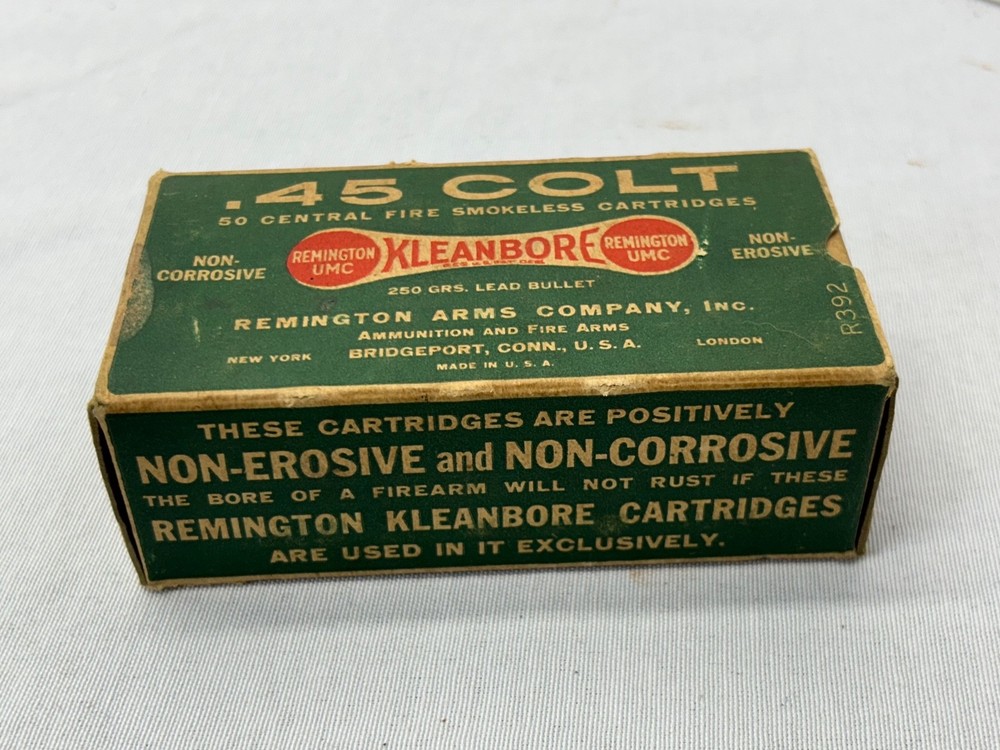 .45 COLT
50 CENTRAL FIRE SMOKELESS CARTRIDGES
NON-CORROSIVE
REMINGTON UMC
KLEANBORE
REMINGTON UMC
NON-EROSIVE
REG. U.S. PAT. OFF.
250 GRS. LEAD BULLET
REMINGTON ARMS COMPANY, INC.
AMMUNITION AND FIRE ARMS
NEW YORK BRIDGEPORT, CONN., U.S.A. LONDON
MADE IN U.S.A.
R392
THESE CARTRIDGES ARE POSITIVELY
NON-EROSIVE and NON-CORROSIVE
THE BORE OF A FIREARM WILL NOT RUST IF THESE
REMINGTON KLEANBORE CARTRIDGES
ARE USED IN IT EXCLUSIVELY.